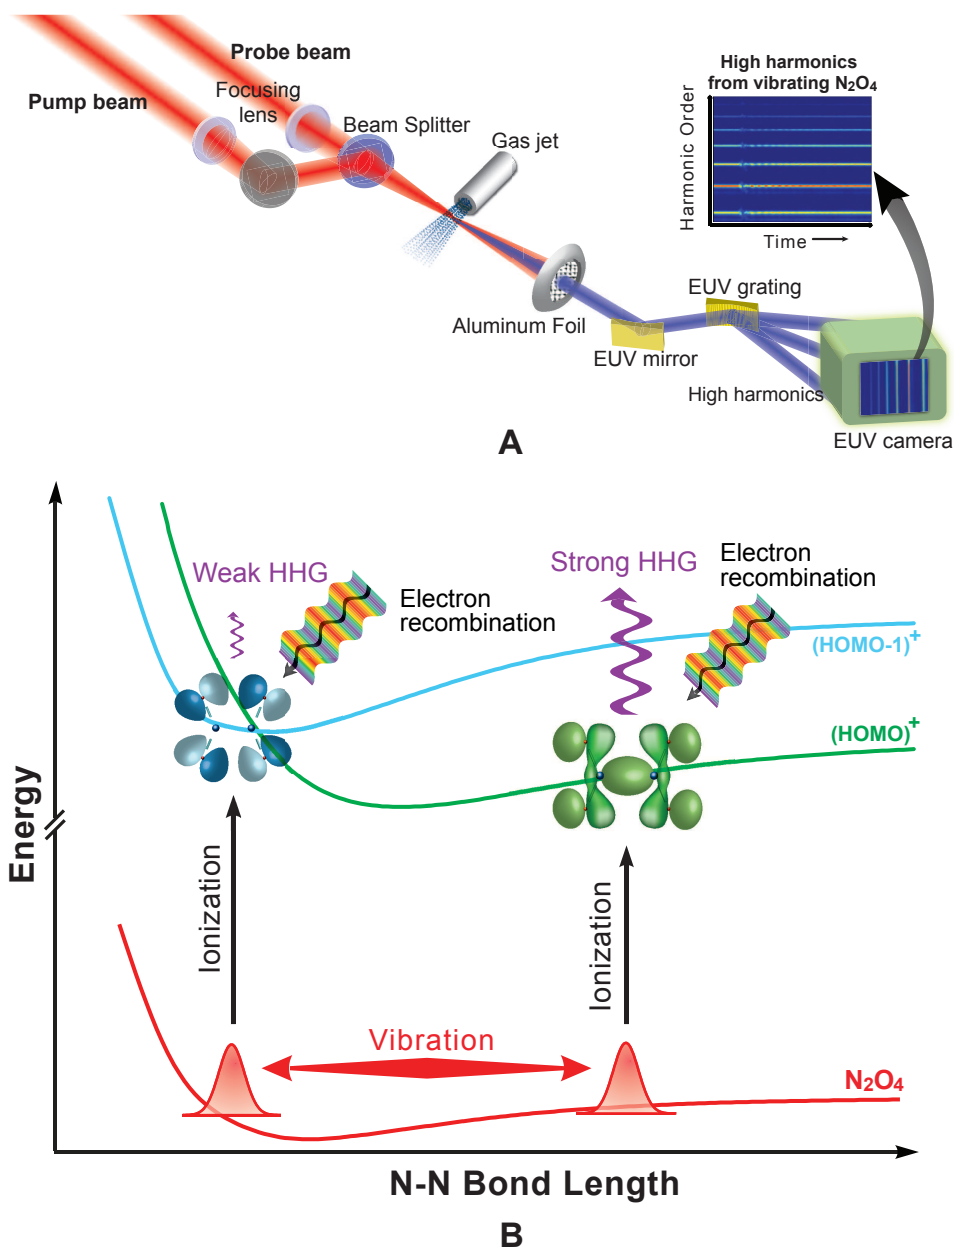 Probe beam
Pump beam
Focusing
lens
Beam Splitter
Gas jet
High harmonics
from vibrating N₂O₄
Harmonic Order
Time
Aluminum Foil
EUV mirror
EUV grating
High harmonics
EUV camera
A
Energy
Weak HHG
Electron
recombination
Strong HHG
Electron
recombination
(HOMO-1)⁺
(HOMO)⁺
Ionization
Ionization
Vibration
N₂O₄
N-N Bond Length
B